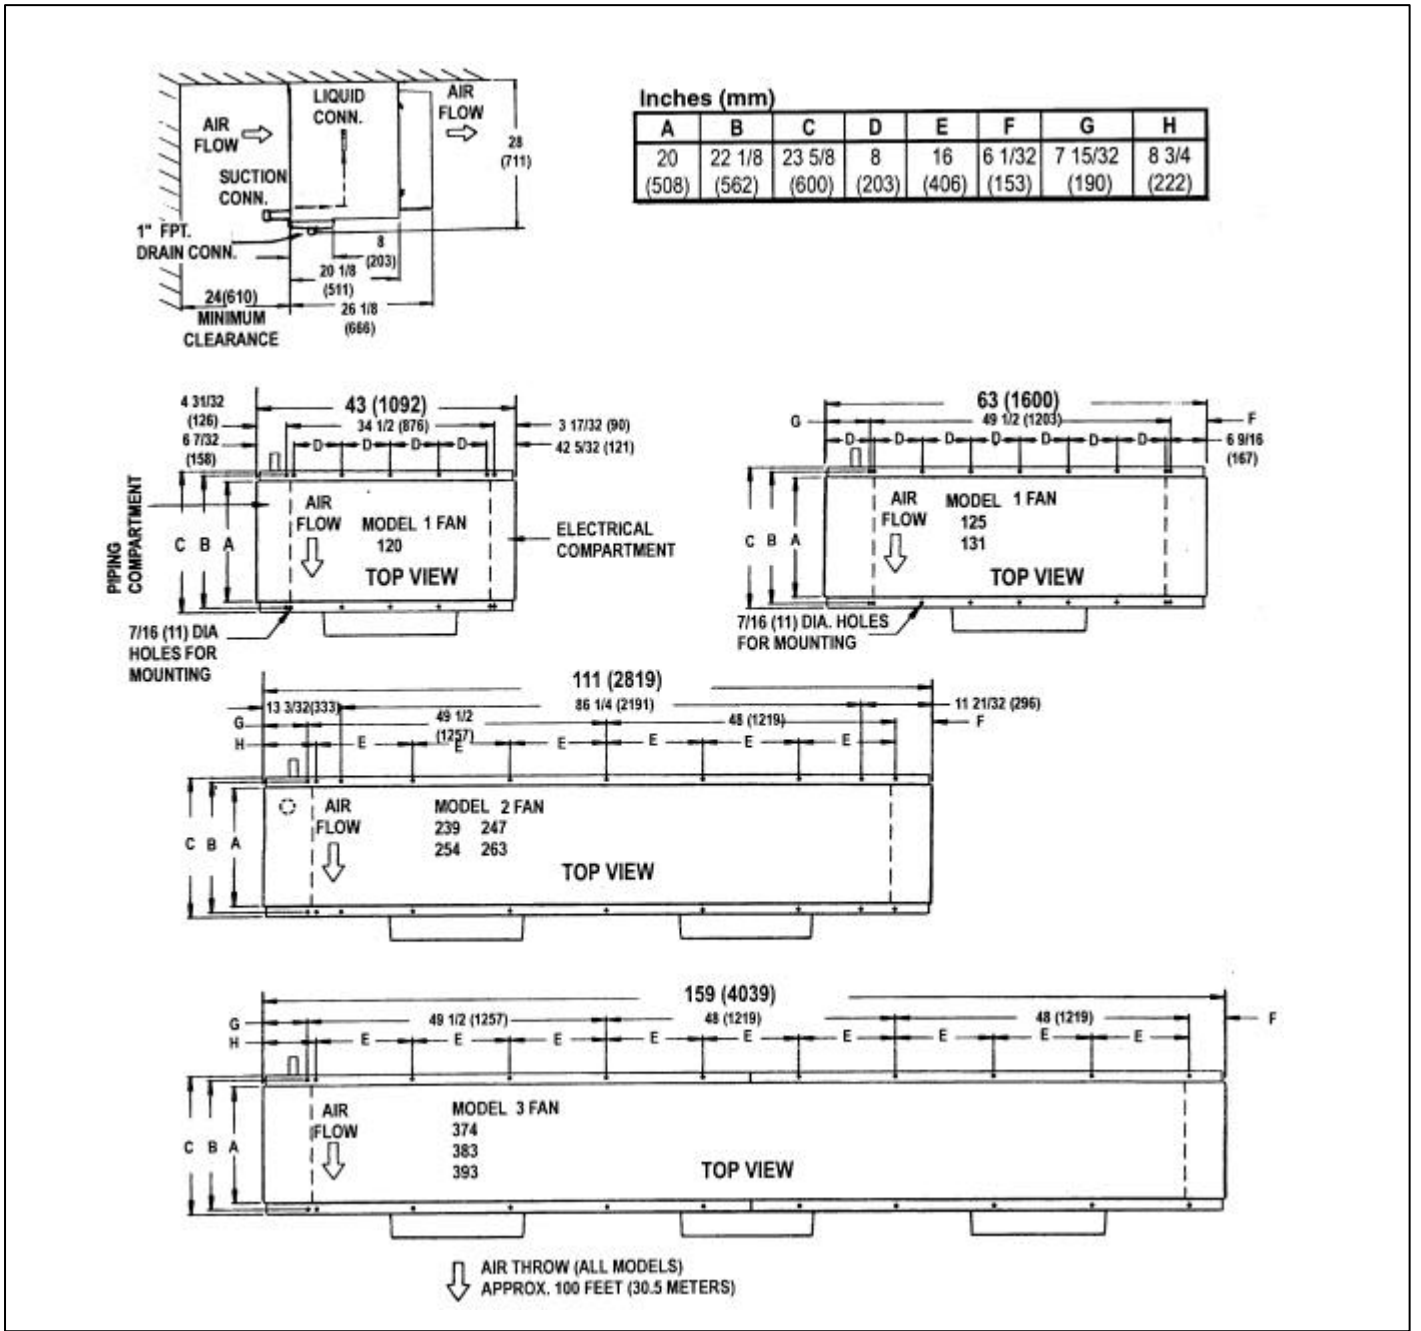 LIQUID
CONN.
AIR
FLOW
AIR
FLOW
28
(711)
SUCTION
CONN.
1" FPT.
DRAIN CONN.
8
(203)
20 1/8
(511)
24(610)
MINIMUM
CLEARANCE
26 1/8
(666)
Inches (mm)
A B C D E F G H
20 22 1/8 23 5/8 8 16 6 1/32 7 15/32 8 3/4
(508) (562) (600) (203) (406) (153) (190) (222)
4 31/32
(126)
43 (1092)
34 1/2 (876)
3 17/32 (90)
6 7/32
(158)
D D D D
42 5/32 (121)
PIPING
COMPARTMENT
C B A
AIR
FLOW
MODEL 1 FAN
120
TOP VIEW
ELECTRICAL
COMPARTMENT
7/16 (11) DIA
HOLES FOR
MOUNTING
63 (1600)
G 49 1/2 (1203) F
D D D D D D D
6 9/16
(167)
C B A
AIR
FLOW
MODEL 1 FAN
125
131
TOP VIEW
7/16 (11) DIA. HOLES
FOR MOUNTING
111 (2819)
13 3/32(333) 86 1/4 (2191) 11 21/32 (296)
G 49 1/2
(1257)
48 (1219) F
H E E E E E E
C B A
AIR
FLOW
MODEL 2 FAN
239 247
254 263
TOP VIEW
159 (4039)
G 49 1/2 (1257) 48 (1219) 48 (1219) F
H E E E E E E E E E
C B A
AIR
FLOW
MODEL 3 FAN
374
383
393
TOP VIEW
AIR THROW (ALL MODELS)
APPROX. 100 FEET (30.5 METERS)